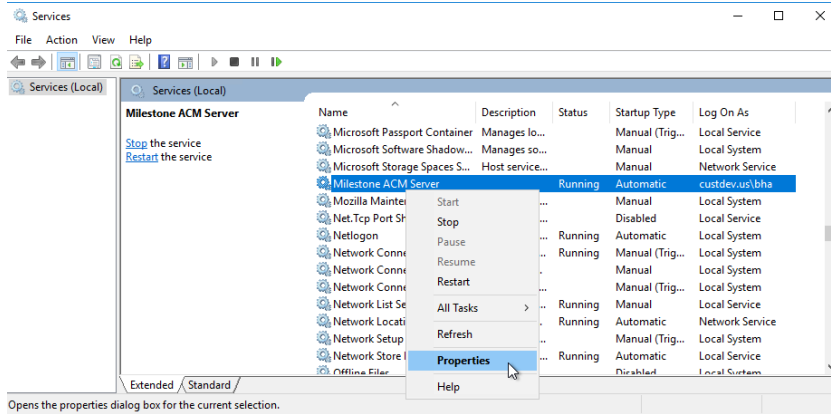 Services
File Action View Help
Services (Local)
Services (Local)
Milestone ACM Server
Stop the service
Restart the service
Name Description Status Startup Type Log On As
Microsoft Passport Container Manages lo... Manual (Trig... Local Service
Microsoft Software Shadow... Manages so... Manual Local System
Microsoft Storage Spaces S... Host service... Manual Network Service
Milestone ACM Server Running Automatic custdev.us\bha
Mozilla Mainte ... Manual Local System
Net.Tcp Port Sh ... Disabled Local Service
Netlogon ... Running Automatic Local System
Network Conne .. Running Manual (Trig... Local System
Network Conne . Manual Local System
Network Conne ... Manual (Trig... Local System
Network List Se ... Running Manual Local Service
Network Locati . Running Automatic Network Service
Network Setup ... Manual (Trig... Local System
Network Store ... Running Automatic Local Service
Offline Files Disabled Local System
Start
Stop
Pause
Resume
Restart
All Tasks >
Refresh
Properties
Help
Extended Standard
Opens the properties dialog box for the current selection.